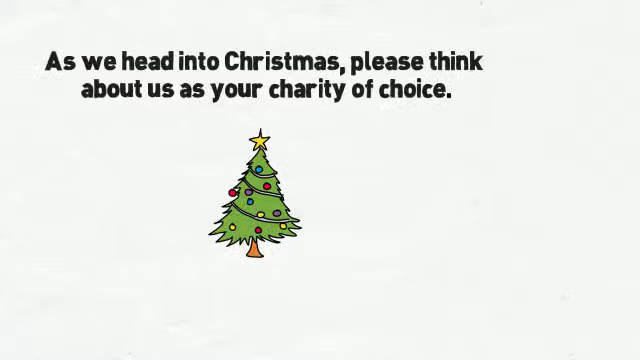 As we head into Christmas, please think
about us as your charity of choice.